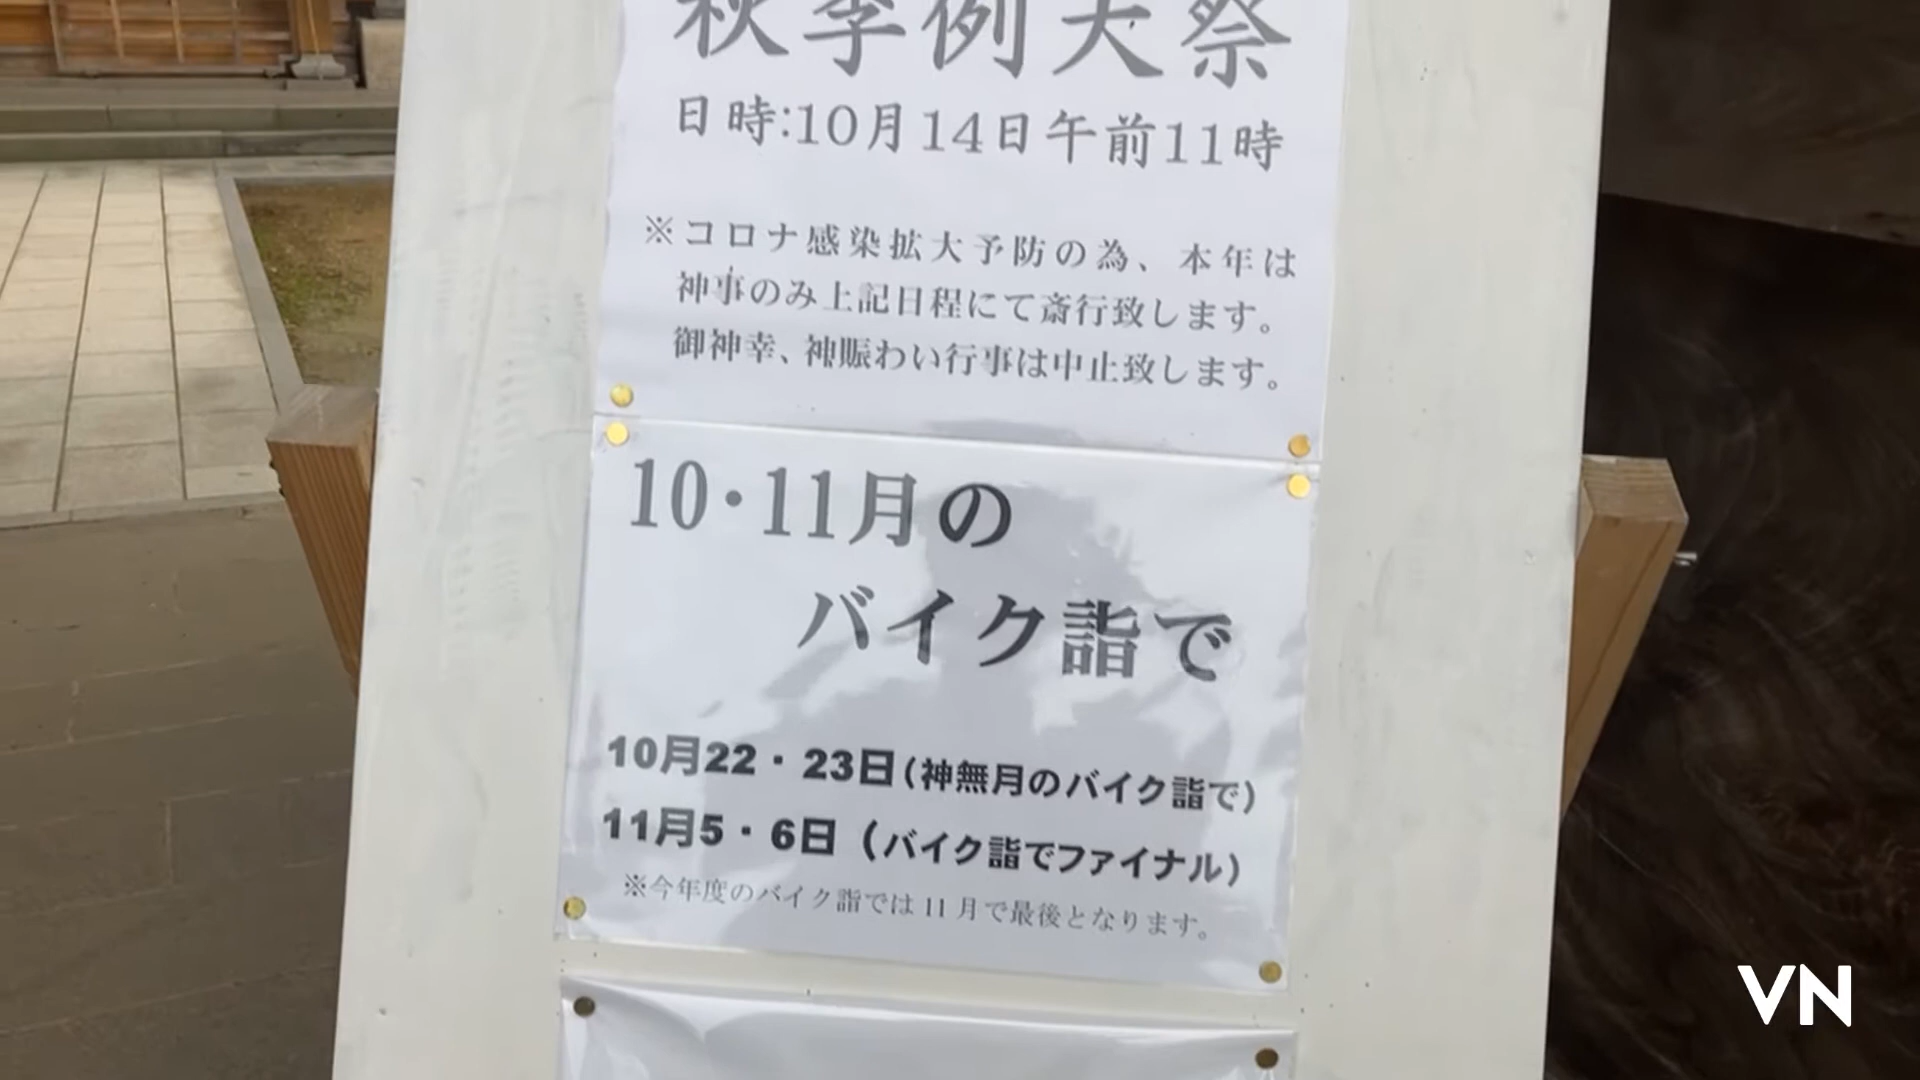 秋季例大祭
日時:10月14日午前11時
※コロナ感染拡大予防の為、本年は
神事のみ上記日程にて斎行致します。
御神幸、神賑わい行事は中止致します。
10・11月の
バイク詣で
10月22・23日(神無月のバイク詣で)
11月5・6日(バイク詣でファイナル)
※今年度のバイク詣では11月で最後となります。
VN